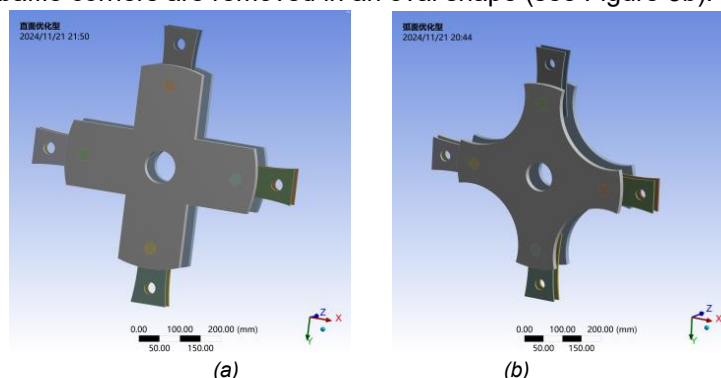 baffle corners are removed in an oval shape (see Figure 6b).
直面优化型
2024/11/21 21:50
0.00 100.00 200.00 (mm)
50.00 150.00
Z
X
Y
(a)
弧面优化型
2024/11/21 20:44
0.00 100.00 200.00 (mm)
50.00 150.00
Z
X
Y
(b)